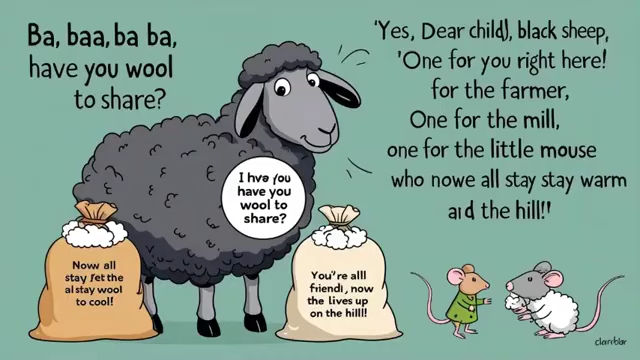 Ba, baa, ba ba,
have you wool
to share?
'Yes, Dear child), black sheep,
'One for you right here!
for the farmer,
One for the mill,
one for the little mouse
who nowe all stay stay warm
aıd the hill!'
I hve you
have you
wool to
share?
Now all
stay fet the
al stay wool
to cool!
You're alll
friendı, now
the lives up
on the hilll!